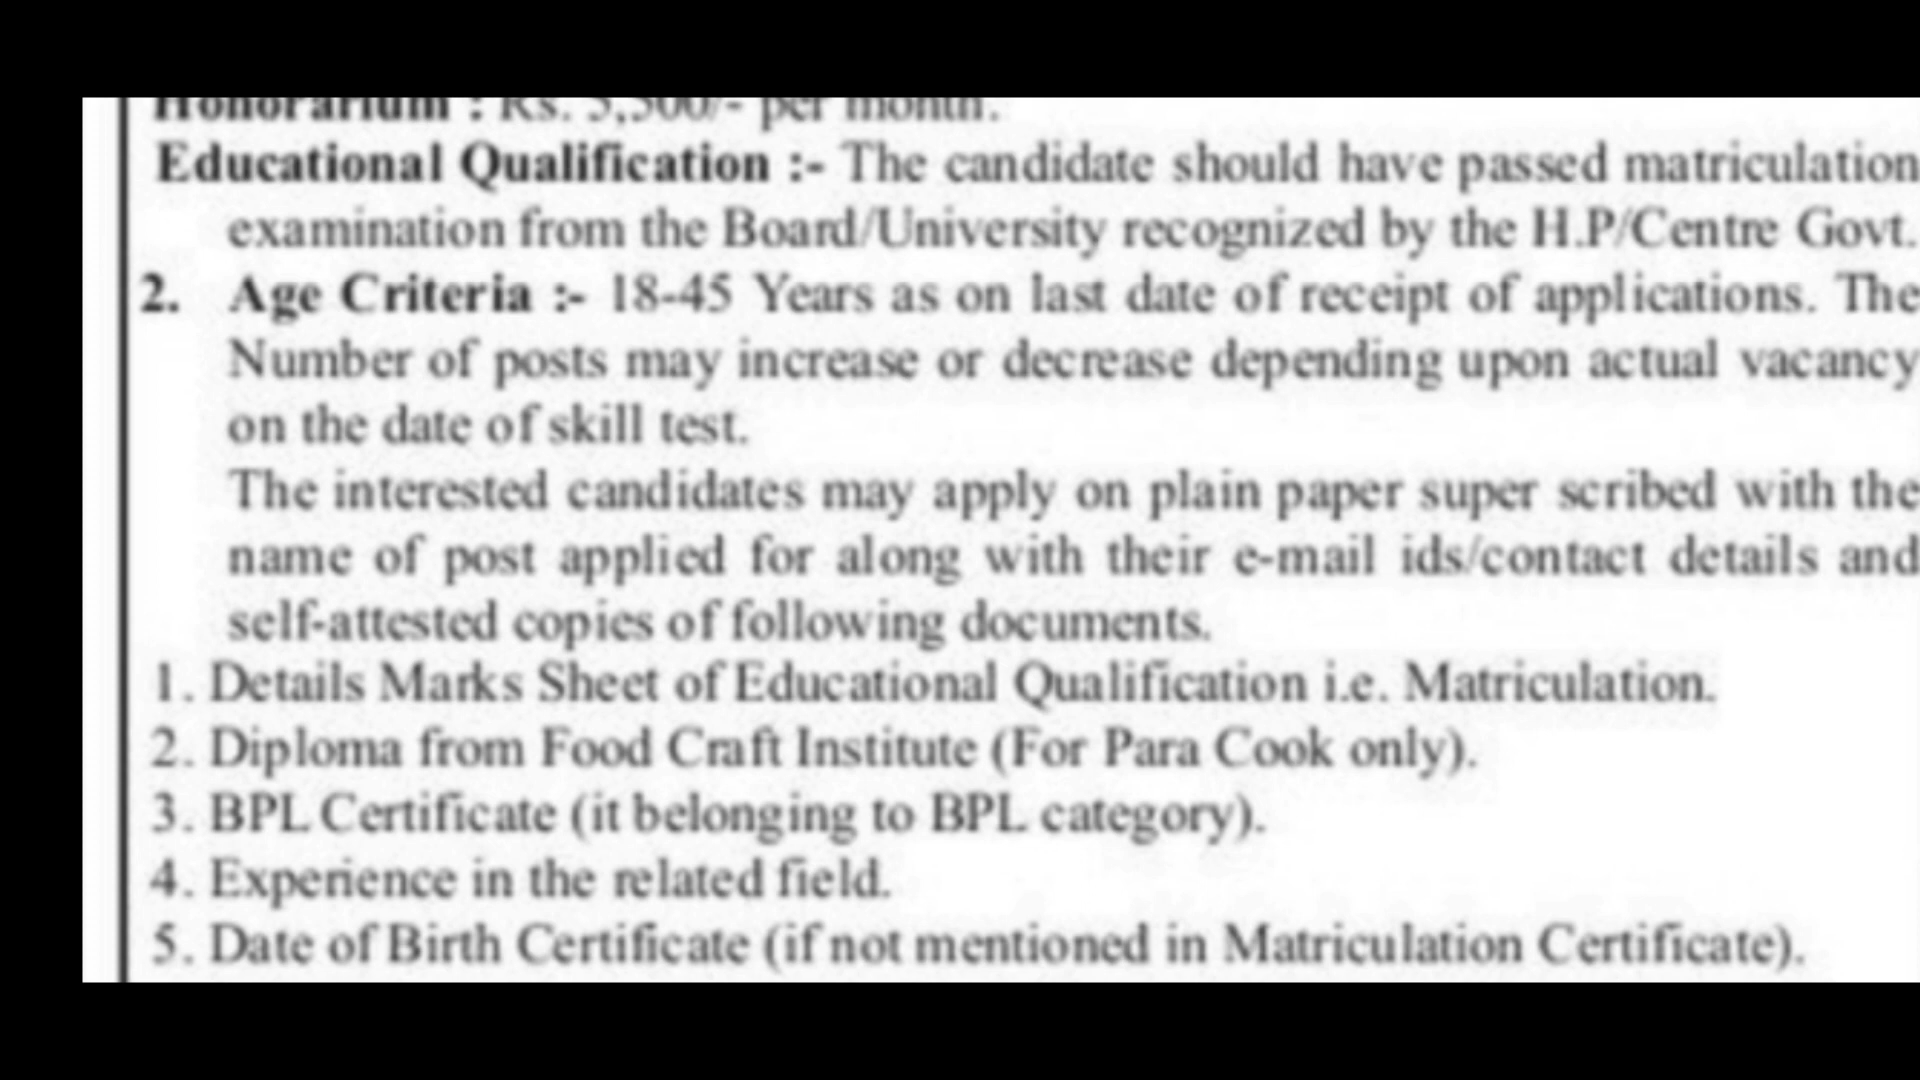 Honorarium : Rs. 5,500/- per month.
Educational Qualification :- The candidate should have passed matriculation
examination from the Board/University recognized by the H.P/Centre Govt.
2. Age Criteria :- 18-45 Years as on last date of receipt of applications. The
Number of posts may increase or decrease depending upon actual vacancy
on the date of skill test.
The interested candidates may apply on plain paper super scribed with the
name of post applied for along with their e-mail ids/contact details and
self-attested copies of following documents.
1. Details Marks Sheet of Educational Qualification i.e. Matriculation.
2. Diploma from Food Craft Institute (For Para Cook only).
3. BPL Certificate (it belonging to BPL category).
4. Experience in the related field.
5. Date of Birth Certificate (if not mentioned in Matriculation Certificate).